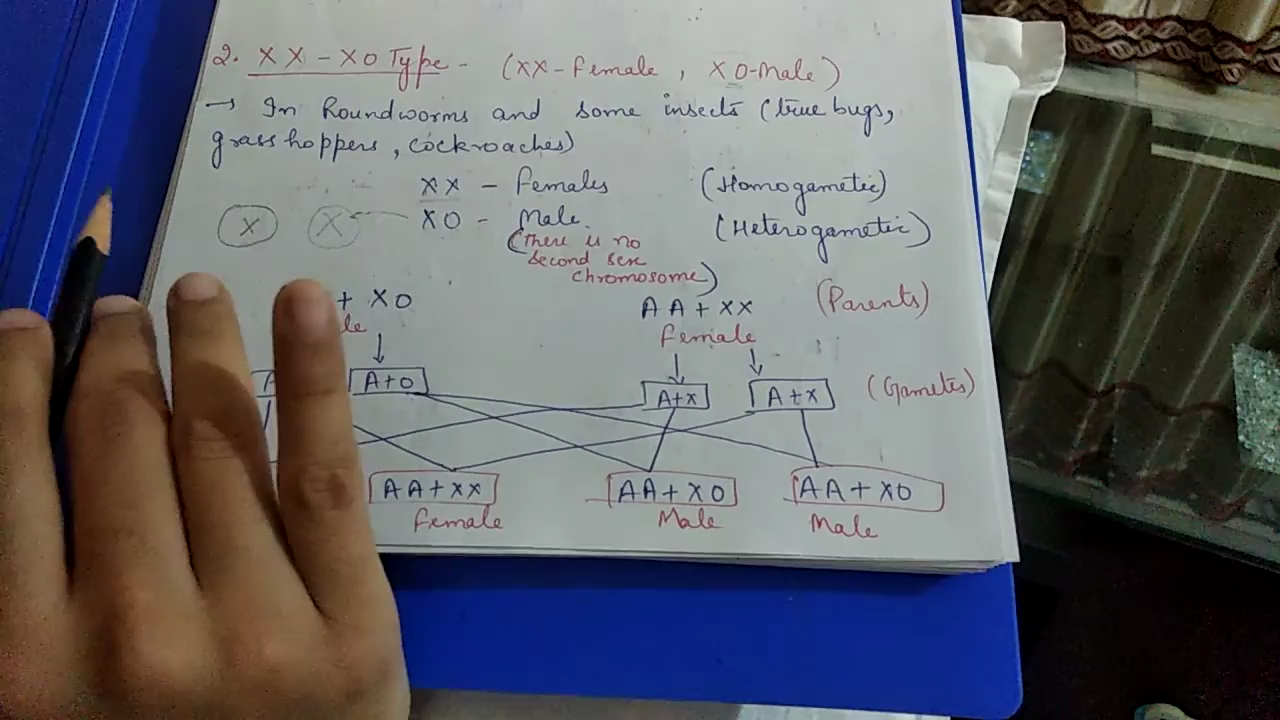 2. XX - XO Type - (XX - Female, XO - Male)
→ In Roundworms and some insects (true bugs,
grasshoppers, cockroaches)
XX - Females (Homogametic)
X X XO - Male (Heterogametic)
(there is no
second sex
chromosome)
+ XO AA + XX (Parents)
Female
A A+O A+X A+X (Gametes)
AA + XX AA + XO AA + XO
Female Male Male